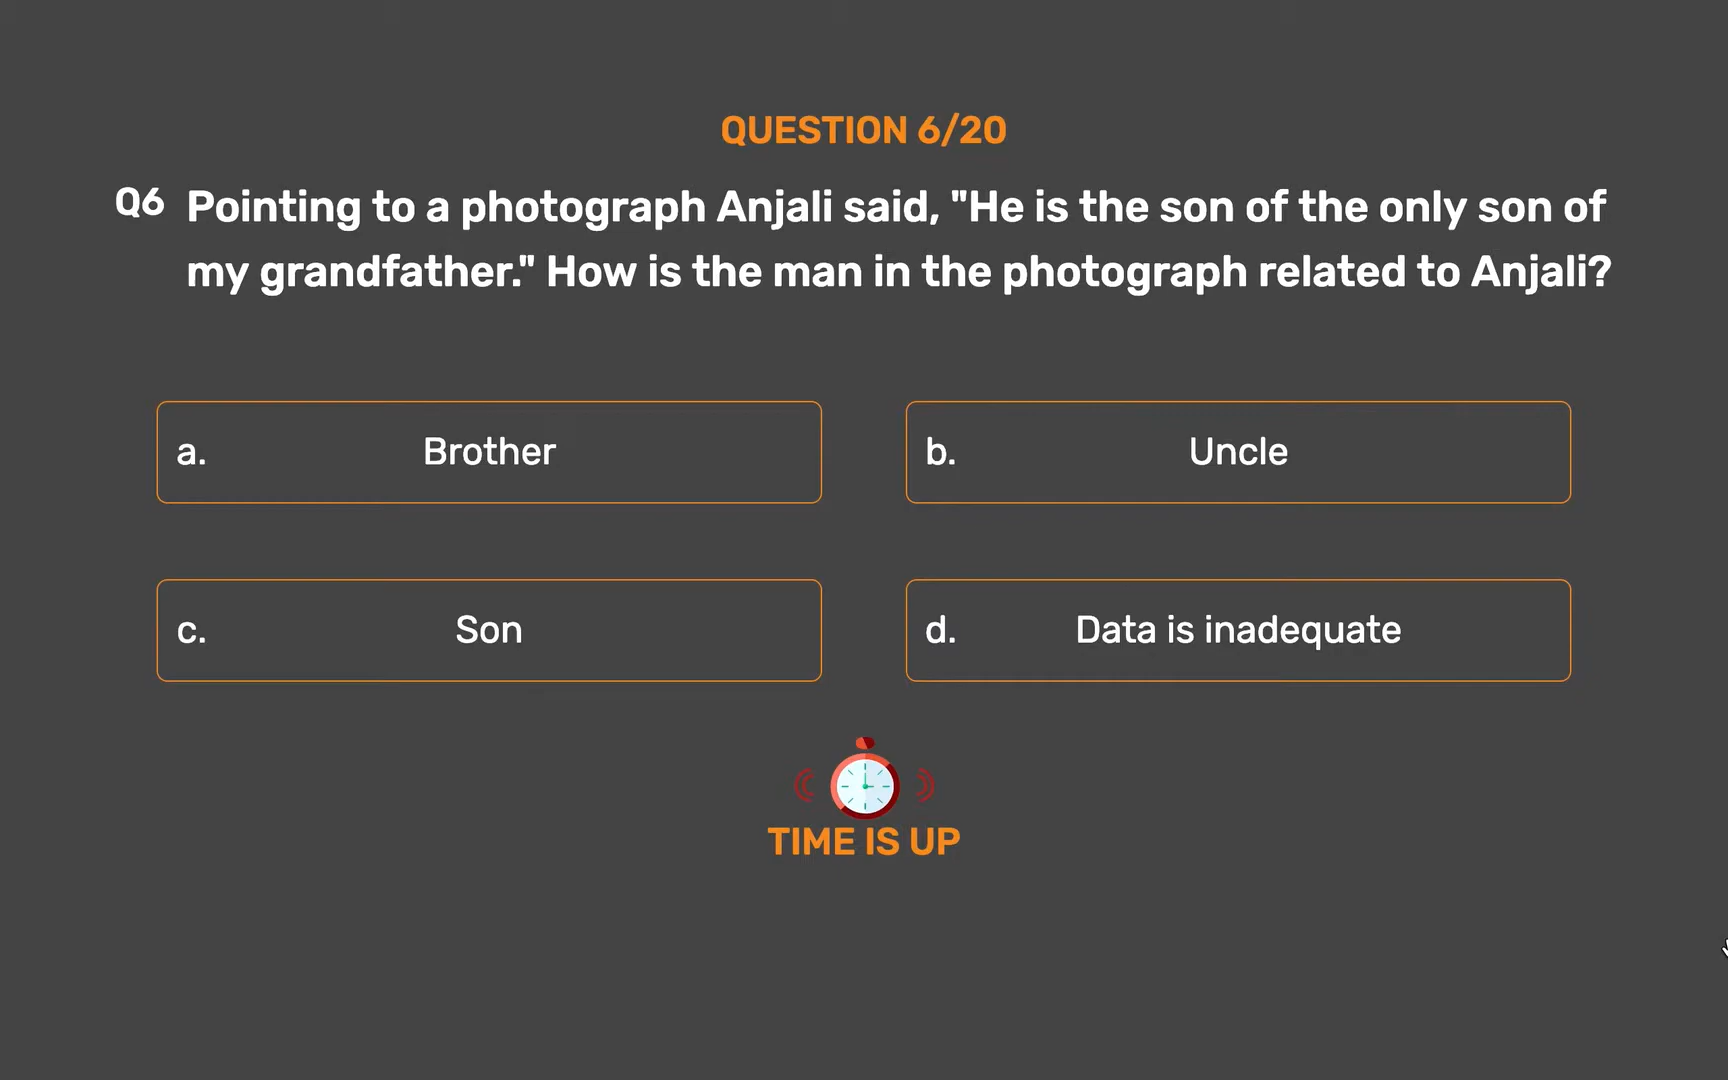 QUESTION 6/20
Q6 Pointing to a photograph Anjali said, "He is the son of the only son of
my grandfather." How is the man in the photograph related to Anjali?
a. Brother
b. Uncle
c. Son
d. Data is inadequate
TIME IS UP